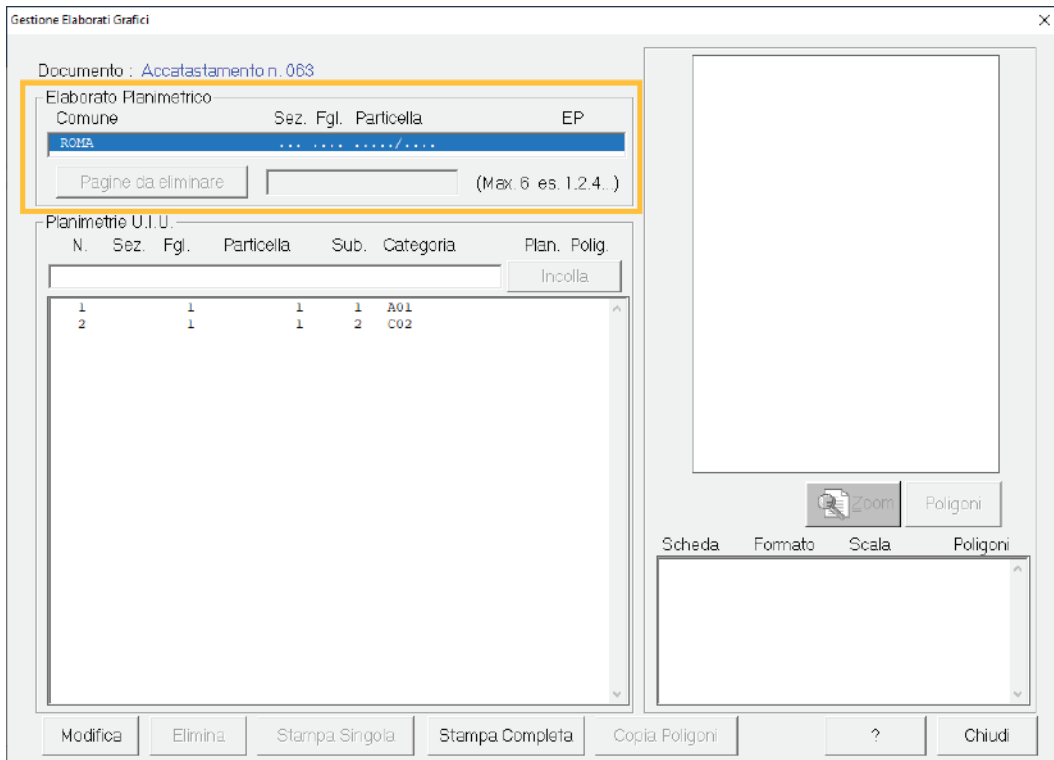 Gestione Elaborati Grafici
Documento : Accatastamento n. 063
Elaborato Planimetrico
Comune Sez. Fgl. Particella EP
ROMA ... .... ...../....
Pagine da eliminare (Max. 6 es. 1.2.4...)
Planimetrie U.I.U.
N. Sez. Fgl. Particella Sub. Categoria Plan. Polig.
Incolla
1 1 1 1 A01
2 1 1 2 C02
Zoom Poligoni
Scheda Formato Scala Poligoni
Modifica Elimina Stampa Singola Stampa Completa Copia Poligoni ? Chiudi